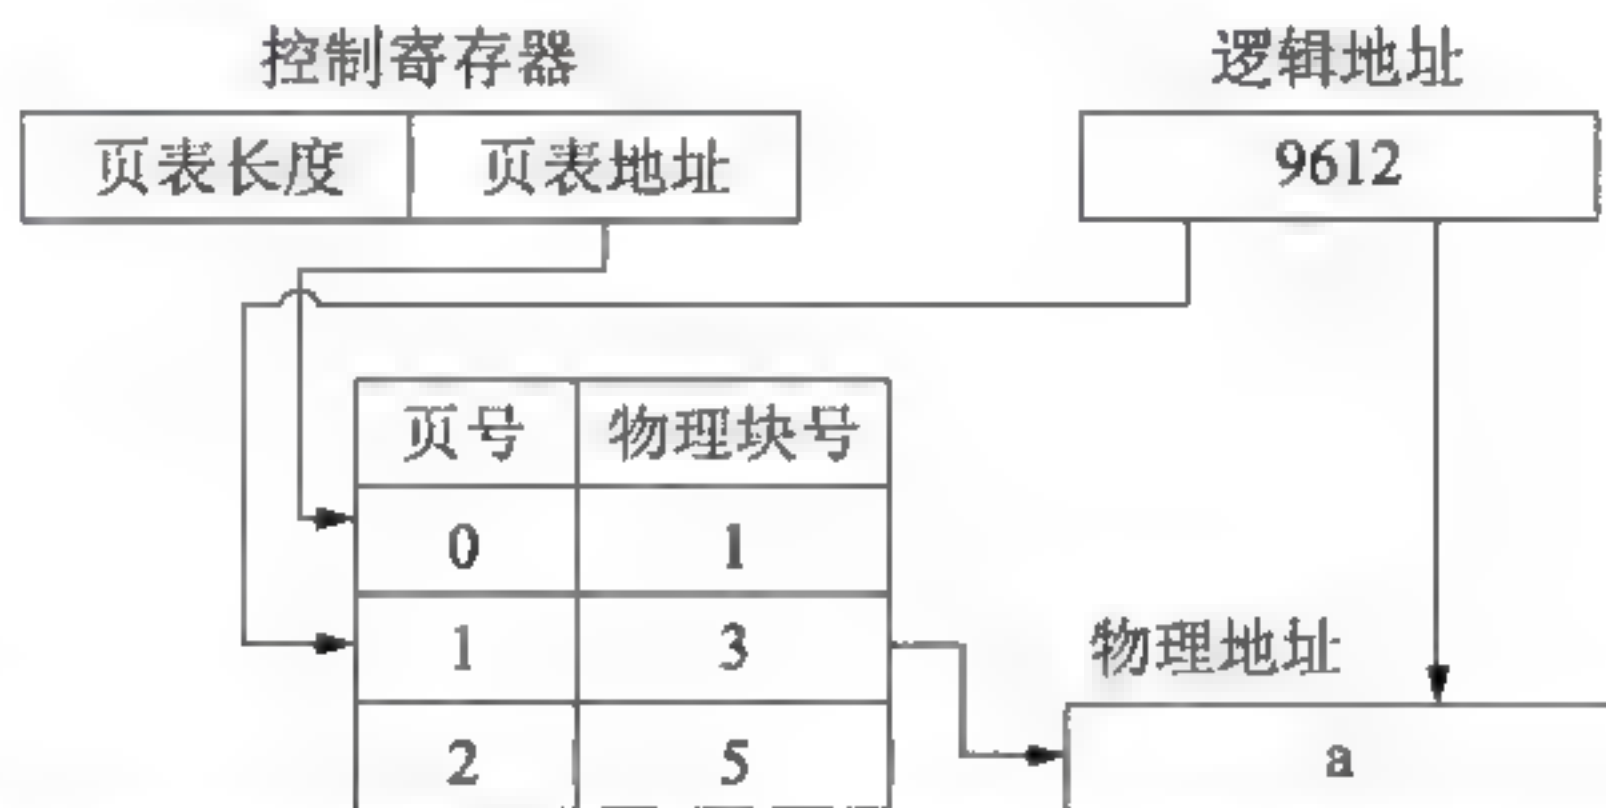 控制寄存器
逻辑地址
页表长度 页表地址
9612
页号 物理块号
0 1
1 3
物理地址
2 5
a